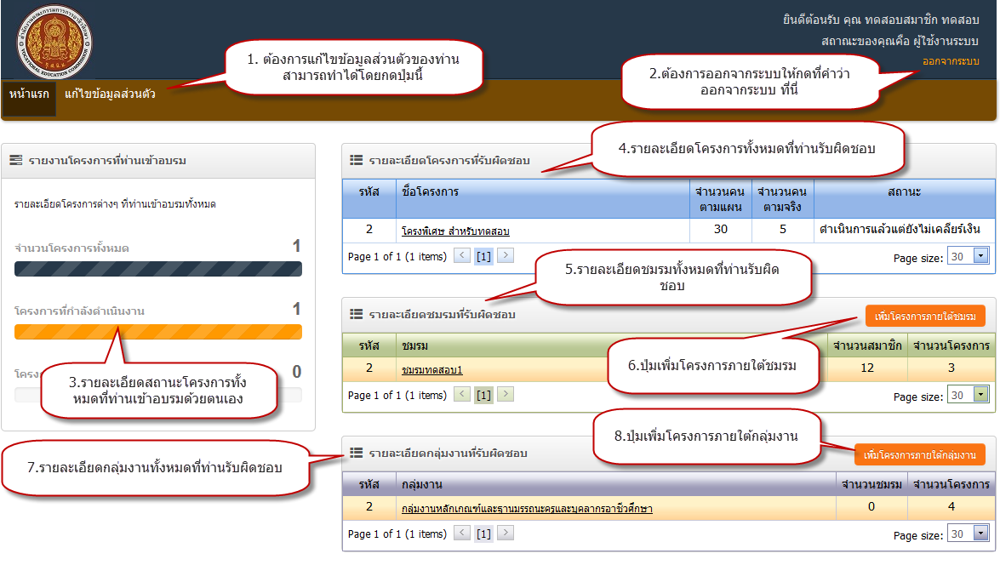 สำนักงานคณะกรรมการการอาชีวศึกษา
VOCATIONAL EDUCATION COMMISSION
ยินดีต้อนรับ คุณ ทดสอบสมาชิก ทดสอบ
สถานะของคุณคือ ผู้ใช้งานระบบ
ออกจากระบบ
1. ต้องการแก้ไขข้อมูลส่วนตัวของท่าน
สามารถทำได้โดยกดปุ่มนี้
2.ต้องการออกจากระบบให้กดที่คำว่า
ออกจากระบบ ที่นี่
หน้าแรก แก้ไขข้อมูลส่วนตัว
รายงานโครงการที่ท่านเข้าอบรม
รายละเอียดโครงการต่างๆ ที่ท่านเข้าอบรมทั้งหมด
จำนวนโครงการทั้งหมด 1
โครงการที่กำลังดำเนินงาน 1
0
3.รายละเอียดสถานะโครงการทั้ง
หมดที่ท่านเข้าอบรมด้วยตนเอง
รายละเอียดโครงการที่รับผิดชอบ
4.รายละเอียดโครงการทั้งหมดที่ท่านรับผิดชอบ
รหัส ชื่อโครงการ จำนวนคน จำนวนคน สถานะ
ตามแผน ตามจริง
2 โครงพิเศษ สำหรับทดสอบ 30 5 ดำเนินการแล้วแต่ยังไม่เคลียร์เงิน
Page 1 of 1 (1 items) < [1] > Page size: 30
5.รายละเอียดชมรมทั้งหมดที่ท่านรับผิด
ชอบ
รายละเอียดชมรมที่รับผิดชอบ เพิ่มโครงการภายใต้ชมรม
รหัส ชมรม จำนวนสมาชิก จำนวนโครงการ
2 ชมรมทดสอบ1 12 3
6.ปุ่มเพิ่มโครงการภายใต้ชมรม
Page 1 of 1 (1 items) < [1] > Page size: 30
8.ปุ่มเพิ่มโครงการภายใต้กลุ่มงาน
7.รายละเอียดกลุ่มงานทั้งหมดที่ท่านรับผิดชอบ
รายละเอียดกลุ่มงานที่รับผิดชอบ เพิ่มโครงการภายใต้กลุ่มงาน
รหัส กลุ่มงาน จำนวนชมรม จำนวนโครงการ
2 กลุ่มงานหลักเกณฑ์และฐานมรรถนะครูและบุคลากรอาชีวศึกษา 0 4
Page 1 of 1 (1 items) < [1] > Page size: 30